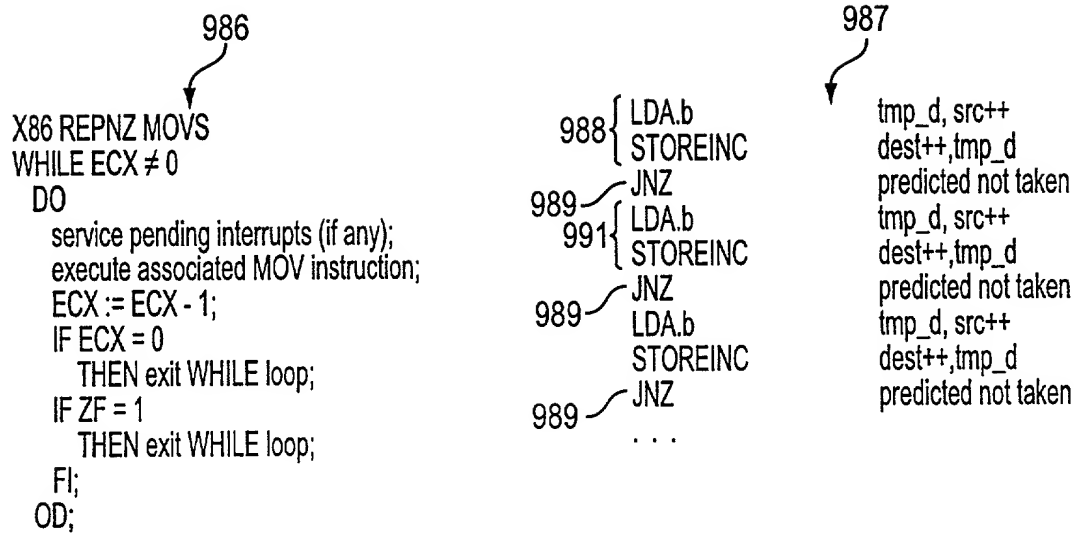 986
X86 REPNZ MOVS
WHILE ECX ≠ 0
DO
service pending interrupts (if any);
execute associated MOV instruction;
ECX := ECX - 1;
IF ECX = 0
THEN exit WHILE loop;
IF ZF = 1
THEN exit WHILE loop;
FI;
OD;
987
988 LDA.b tmp_d, src++
STOREINC dest++,tmp_d
989 JNZ predicted not taken
991 LDA.b tmp_d, src++
STOREINC dest++,tmp_d
989 JNZ predicted not taken
LDA.b tmp_d, src++
STOREINC dest++,tmp_d
989 JNZ predicted not taken
. . .